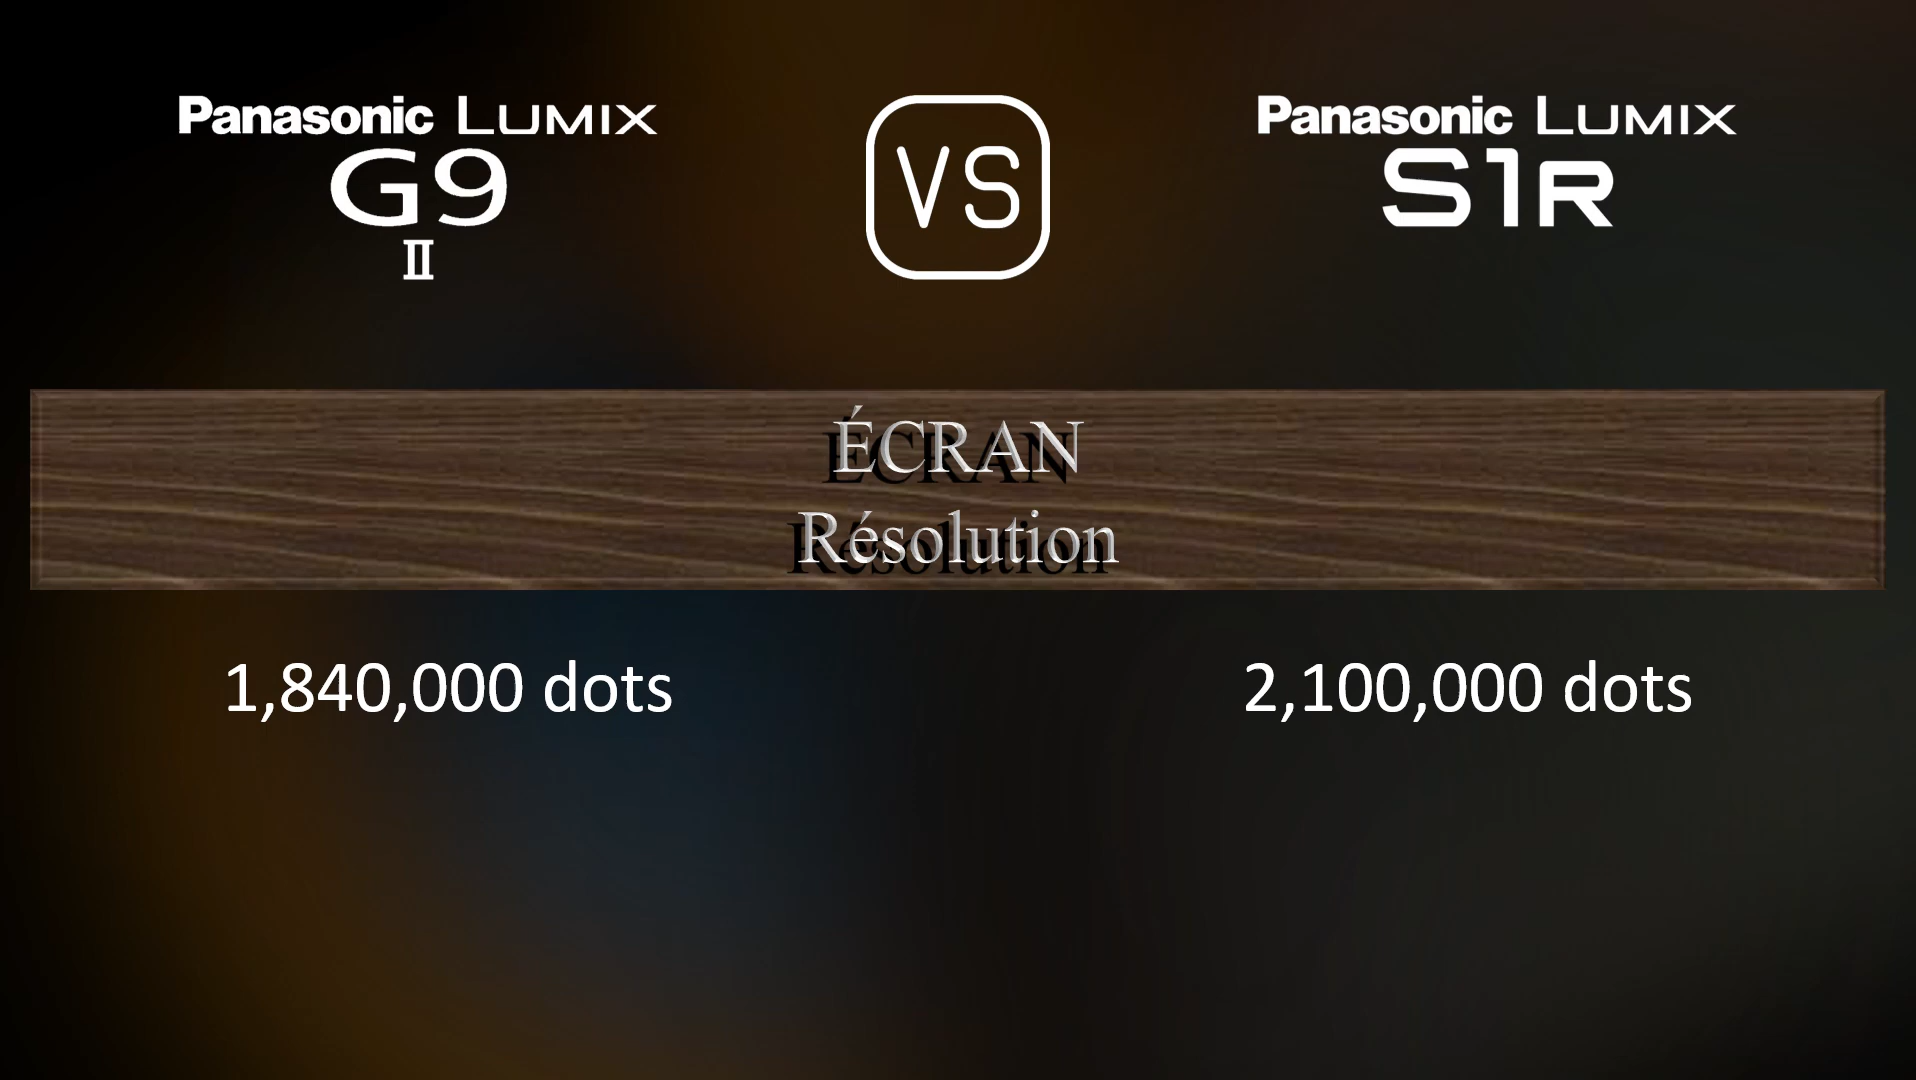 Panasonic LUMIX
G9
II
VS
Panasonic LUMIX
S1R
ÉCRAN
Résolution
1,840,000 dots
2,100,000 dots